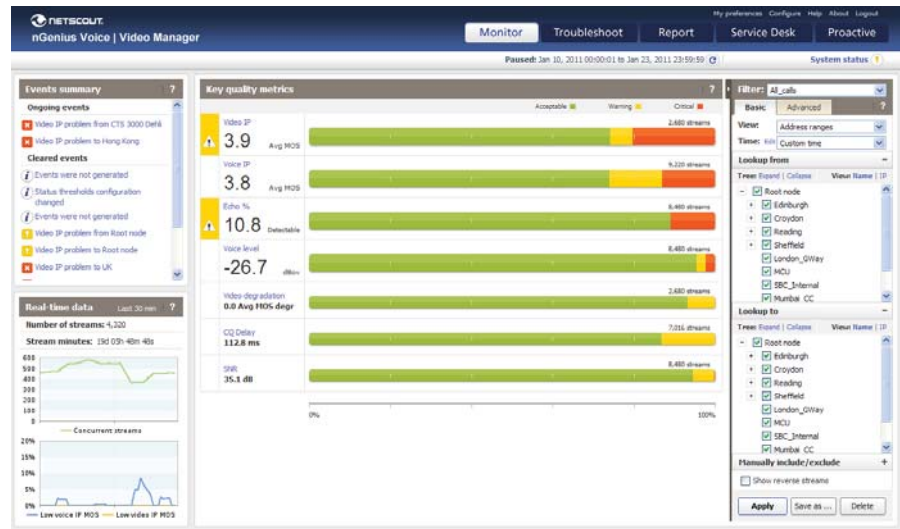 NETSCOUT.
nGenius Voice | Video Manager
My preferences Configure Help About Logout
Monitor Troubleshoot Report Service Desk Proactive
Paused: Jan 10, 2011 00:00:01 to Jan 23, 2011 23:59:59
System status
Events summary ?
Ongoing events
Video IP problem from CTS 3000 Dehli
Video IP problem to Hong Kong
Cleared events
Events were not generated
Status thresholds configuration
changed
Events were not generated
Video IP problem from Root node
Video IP problem to Root node
Video IP problem to UK
Real-time data Last 30 min ?
Number of streams: 4,320
Stream minutes: 19d 05h 48m 48s
600
500
400
300
200
100
0
Concurrent streams
20%
15%
10%
5%
0%
Low voice IP MOS Low video IP MOS
Key quality metrics ?
Acceptable Warning Critical
Video IP
2,680 streams
3.9 Avg MOS
Voice IP
9,220 streams
3.8 Avg MOS
Echo %
8,480 streams
10.8 Detectable
Voice level
8,480 streams
-26.7 dBov
Video degradation
2,680 streams
0.0 Avg MOS degr
CQ Delay
7,016 streams
112.8 ms
SNR
8,480 streams
35.1 dB
0% 100%
Filter: All_calls
Basic Advanced ?
View: Address ranges
Time: Edit Custom time
Lookup from
Tree: Expand | Collapse View: Name | IP
Root node
Edinburgh
Croydon
Reading
Sheffield
London_GWay
MCU
SBC_Internal
Mumbai CC
Lookup to
Tree: Expand | Collapse View: Name | IP
Root node
Edinburgh
Croydon
Reading
Sheffield
London_GWay
MCU
SBC_Internal
Mumbai CC
Manually include/exclude +
Show reverse streams
Apply Save as ... Delete